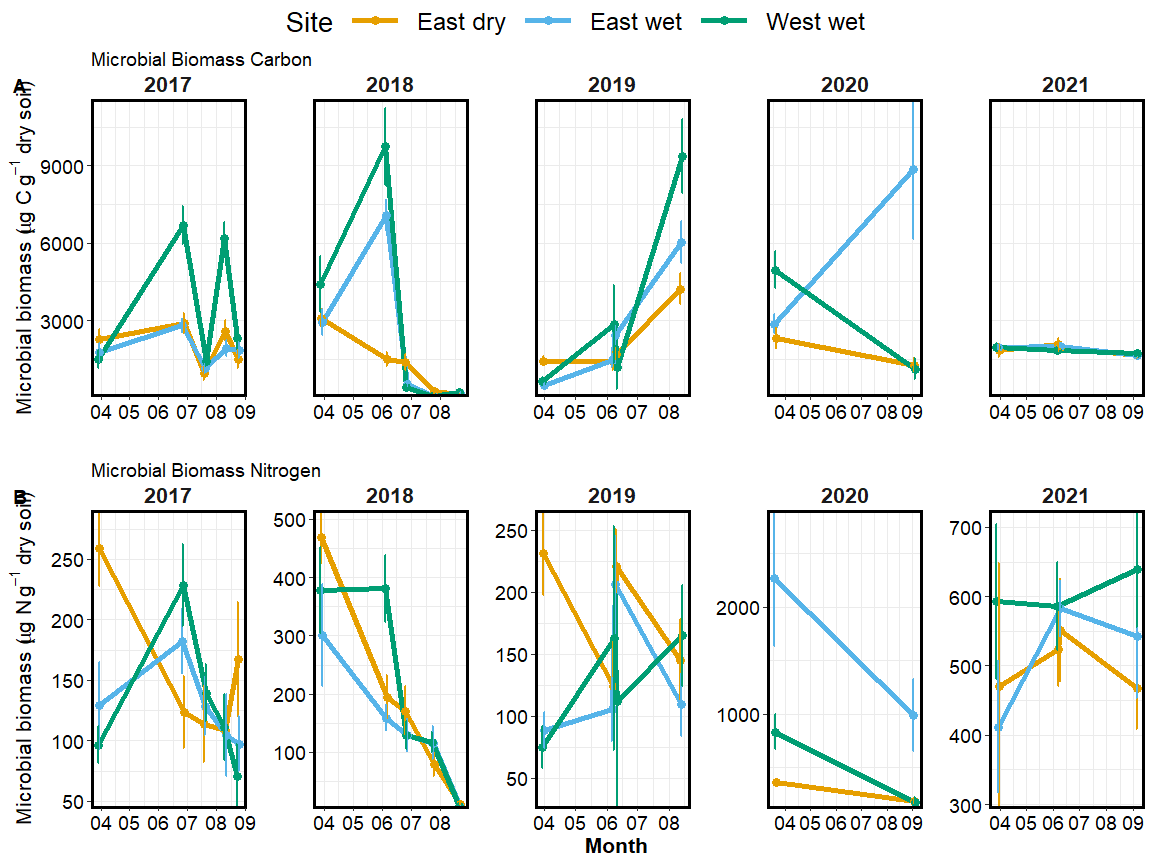 Site East dry East wet West wet
Microbial Biomass Carbon
A
2017 2018 2019 2020 2021
Microbial biomass (µg C g⁻¹ dry soil)
9000
6000
3000
04 05 06 07 08 09 04 05 06 07 08 04 05 06 07 08 04 05 06 07 08 09 04 05 06 07 08 09
Microbial Biomass Nitrogen
B
2017 2018 2019 2020 2021
Microbial biomass (µg Ng⁻¹ dry soil)
250
200
150
100
50
500
400
300
200
100
250
200
150
100
50
2000
1000
700
600
500
400
300
04 05 06 07 08 09 04 05 06 07 08 04 05 06 07 08 04 05 06 07 08 09 04 05 06 07 08 09
Month